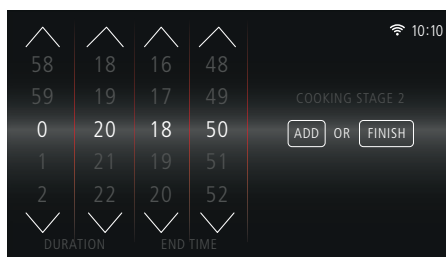 10:10
58 18 16 48
59 19 17 49
COOKING STAGE 2
0 20 18 50
ADD OR FINISH
1 21 19 51
2 22 20 52
DURATION END TIME